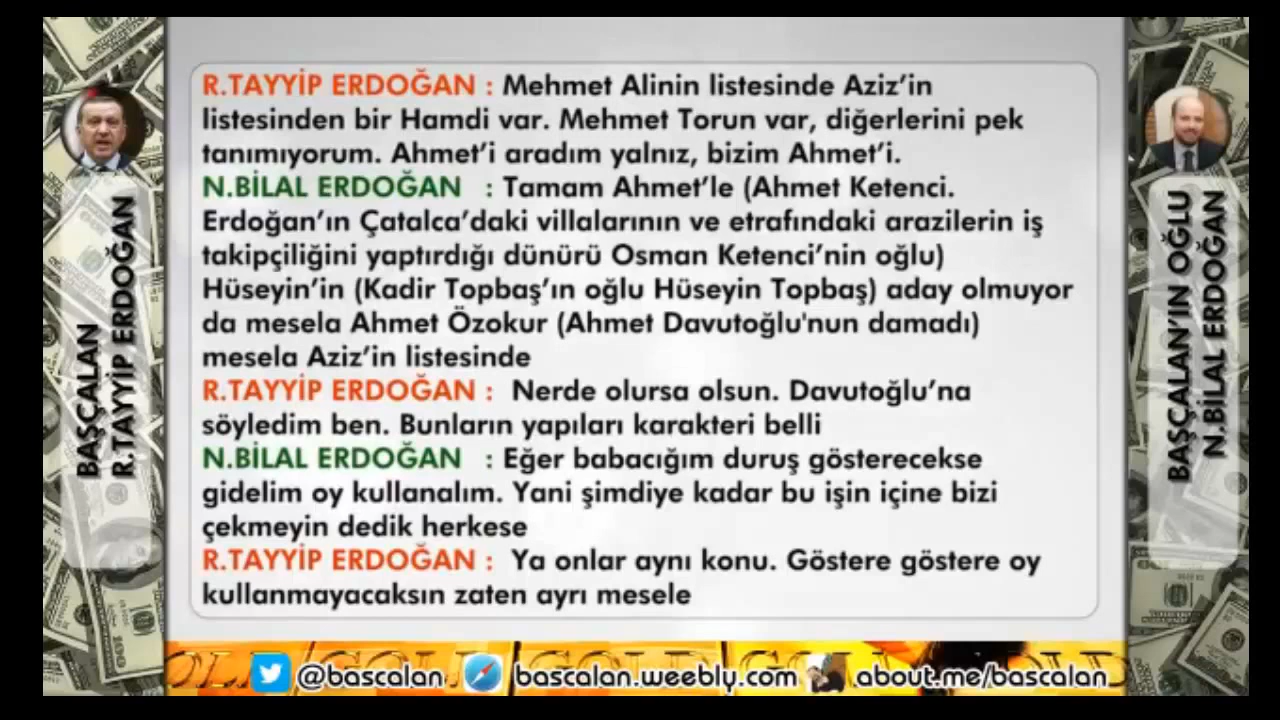 R.TAYYİP ERDOĞAN : Mehmet Alinin listesinde Aziz’in
listesinden bir Hamdi var. Mehmet Torun var, diğerlerini pek
tanımıyorum. Ahmet’i aradım yalnız, bizim Ahmet’i.
N.BİLAL ERDOĞAN : Tamam Ahmet’le (Ahmet Ketenci.
Erdoğan’ın Çatalca’daki villalarının ve etrafındaki arazilerin iş
takipçiliğini yaptırdığı dünürü Osman Ketenci’nin oğlu)
Hüseyin’in (Kadir Topbaş’ın oğlu Hüseyin Topbaş) aday olmuyor
da mesela Ahmet Özokur (Ahmet Davutoğlu'nun damadı)
mesela Aziz’in listesinde
R.TAYYİP ERDOĞAN : Nerde olursa olsun. Davutoğlu’na
söyledim ben. Bunların yapıları karakteri belli
N.BİLAL ERDOĞAN : Eğer babacığım duruş gösterecekse
gidelim oy kullanalım. Yani şimdiye kadar bu işin içine bizi
çekmeyin dedik herkese
R.TAYYİP ERDOĞAN : Ya onlar aynı konu. Göstere göstere oy
kullanmayacaksın zaten ayrı mesele
BAŞÇALAN
R.TAYYİP ERDOĞAN
BAŞÇALAN’IN OĞLU
N.BİLAL ERDOĞAN
@bascalan bascalan.weebly.com about.me/bascalan